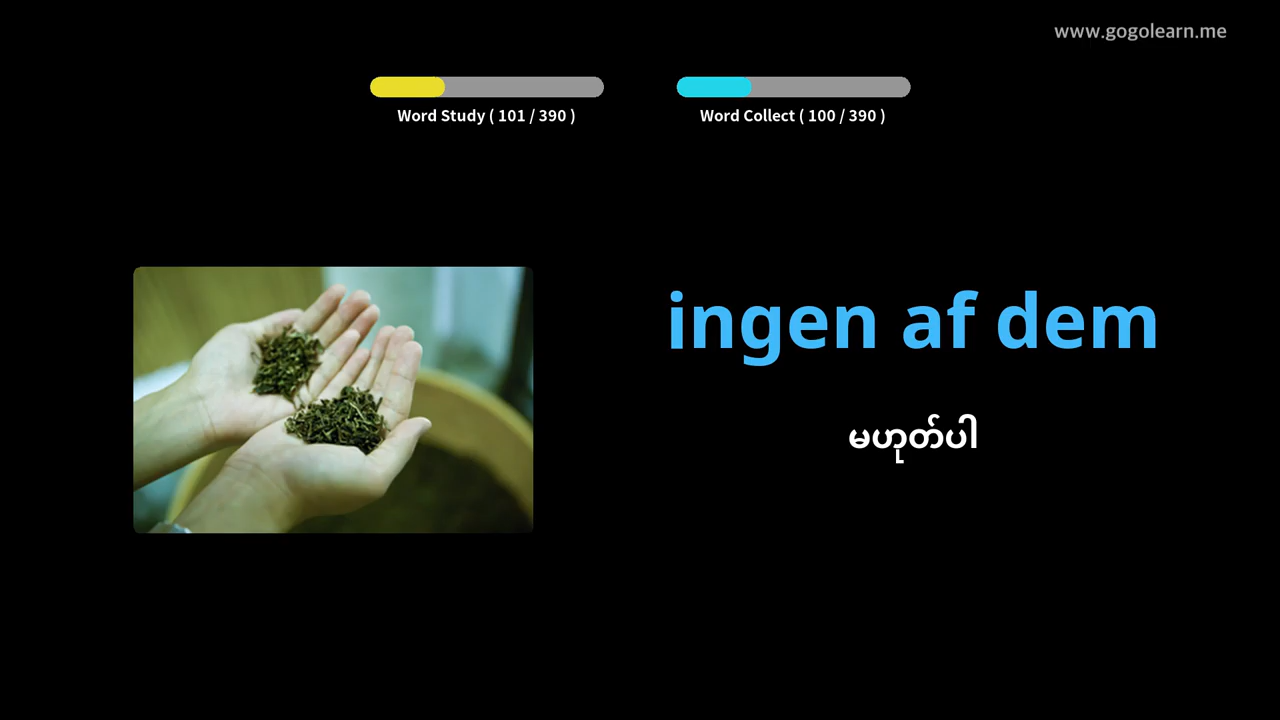 www.gogolearn.me
Word Study ( 101 / 390 )
Word Collect ( 100 / 390 )
ingen af dem
မဟုတ်ပါ